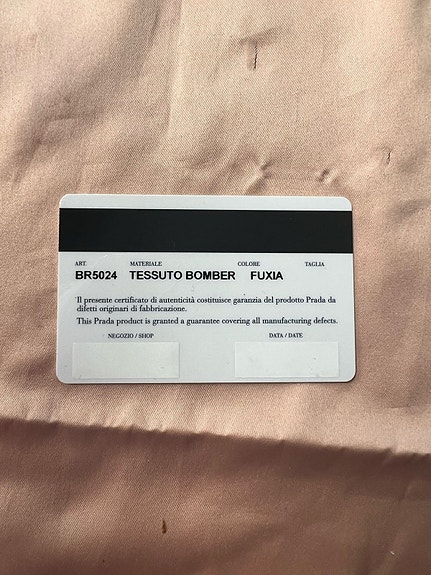 ART. MATERIALE COLORE TAGLIA
BR5024 TESSUTO BOMBER FUXIA
Il presente certificato di autenticità costituisce garanzia del prodotto Prada da
difetti originari di fabbricazione.
This Prada product is granted a guarantee covering all manufacturing defects.
NEGOZIO / SHOP DATA / DATE